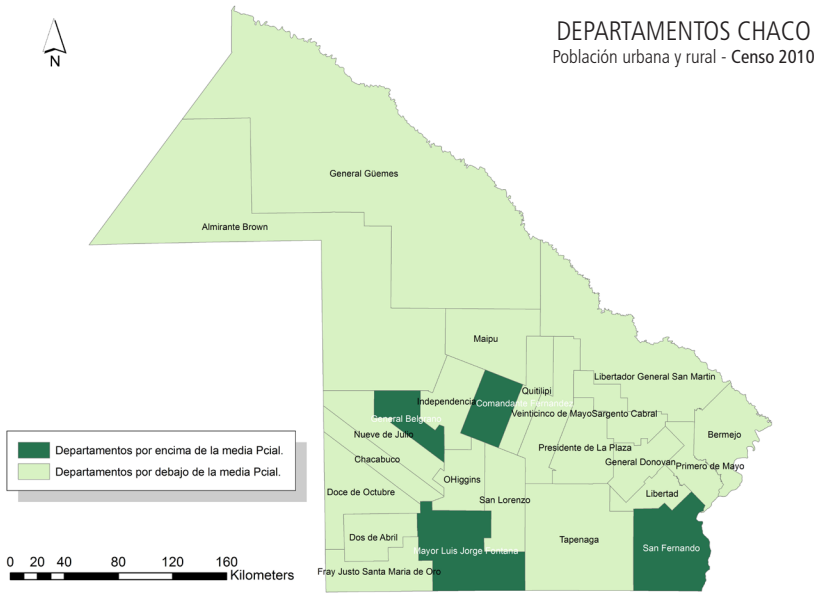 DEPARTAMENTOS CHACO
Población urbana y rural - Censo 2010
N
General Güemes
Almirante Brown
Maipu
Libertador General San Martin
Quitilipi
Independencia
Comandante Fernandez
General Belgrano
Veinticinco de Mayo
Sargento Cabral
Nueve de Julio
Bermejo
Presidente de La Plaza
Chacabuco
General Donovan
Primero de Mayo
OHiggins
Doce de Octubre
San Lorenzo
Libertad
Dos de Abril
Tapenaga
San Fernando
Mayor Luis Jorge Fontana
Fray Justo Santa Maria de Oro
Departamentos por encima de la media Pcial.
Departamentos por debajo de la media Pcial.
0 20 40 80 120 160
Kilometers